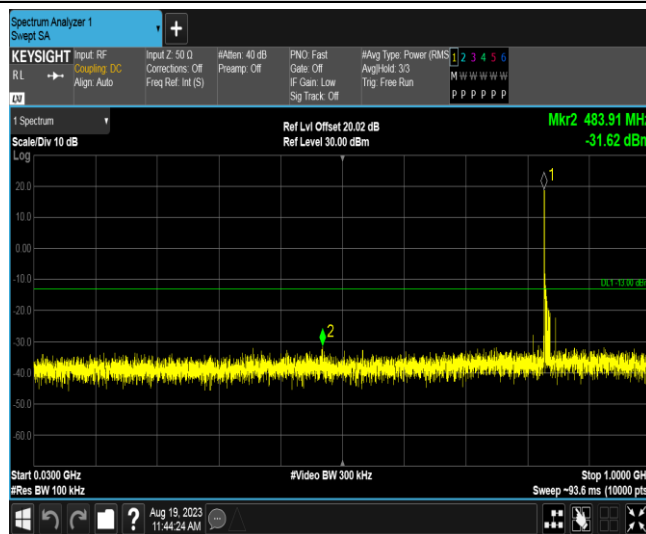 Spectrum Analyzer 1
Swept SA
+
KEYSIGHT
RL
LXI
Input: RF
Coupling: DC
Align: Auto
Input Z: 50 Ω
Corrections: Off
Freq Ref: Int (S)
#Atten: 40 dB
Preamp: Off
PNO: Fast
Gate: Off
IF Gain: Low
Sig Track: Off
#Avg Type: Power (RMS
Avg|Hold: 3/3
Trig: Free Run
1 2 3 4 5 6
M W W W W W
P P P P P P
1 Spectrum
Scale/Div 10 dB
Log
Ref Lvl Offset 20.02 dB
Ref Level 30.00 dBm
Mkr2 483.91 MHz
-31.62 dBm
1
20.0
10.0
0.00
-10.0
DL1 -13.00 dBm
-20.0
2
-30.0
-40.0
-50.0
-60.0
Start 0.0300 GHz
#Res BW 100 kHz
#Video BW 300 kHz
Stop 1.0000 GH
Sweep ~93.6 ms (10000 pts
?
Aug 19, 2023
11:44:24 AM